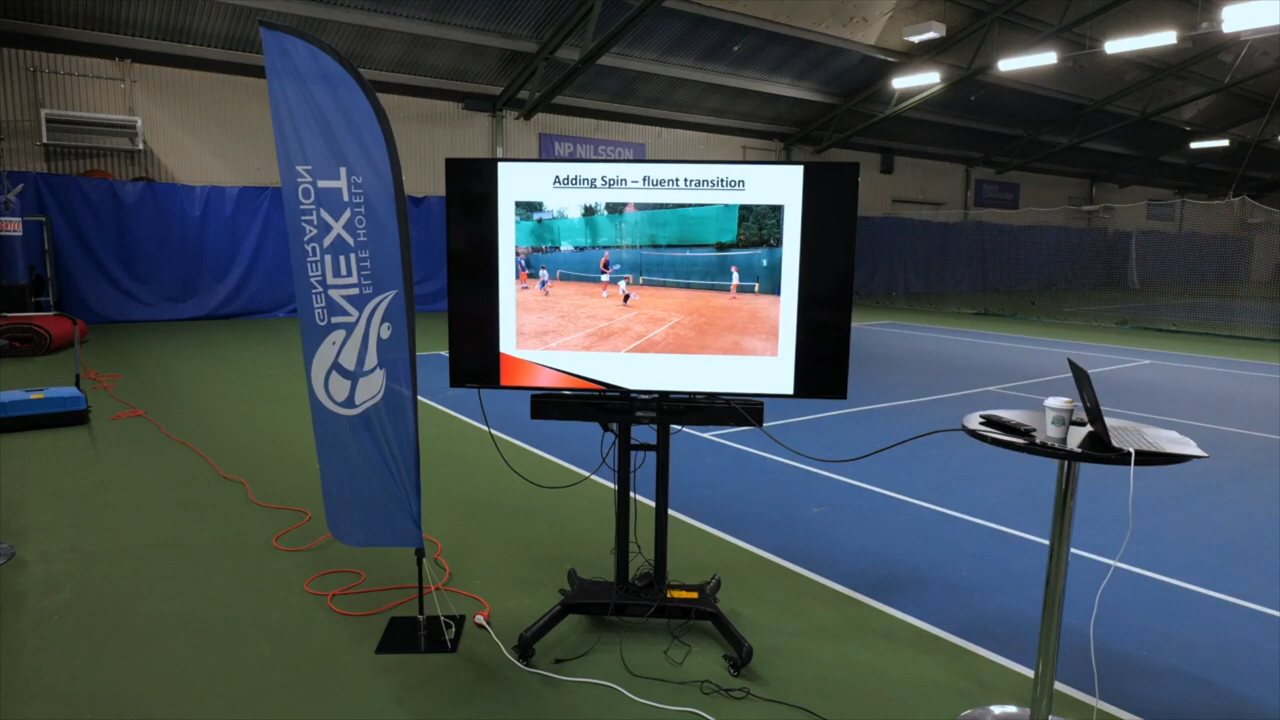 NP NILSSON
Adding Spin – fluent transition
GENERATION
NEXT
ELITE HOTELS